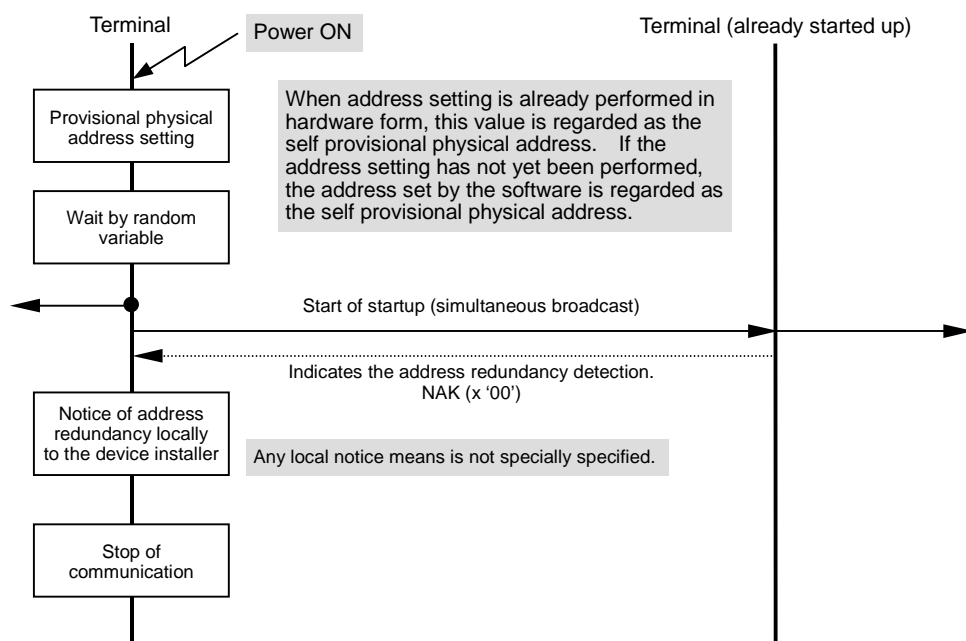 Terminal
Power ON
Terminal (already started up)
Provisional physical
address setting
When address setting is already performed in
hardware form, this value is regarded as the
self provisional physical address. If the
address setting has not yet been performed,
the address set by the software is regarded as
the self provisional physical address.
Wait by random
variable
Start of startup (simultaneous broadcast)
Indicates the address redundancy detection.
NAK (x ‘00’)
Notice of address
redundancy locally
to the device installer
Any local notice means is not specially specified.
Stop of
communication